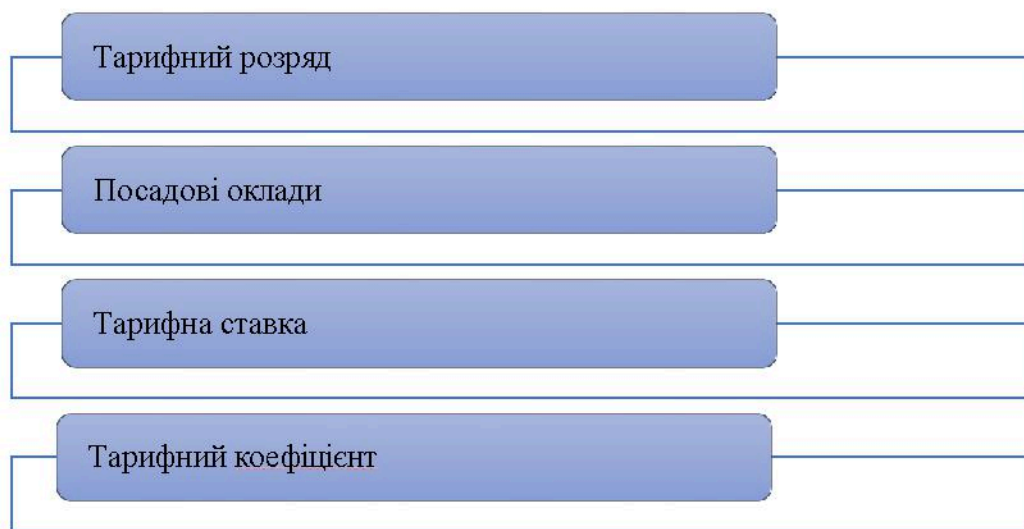 Тарифний розряд
Посадові оклади
Тарифна ставка
Тарифний коефіцієнт